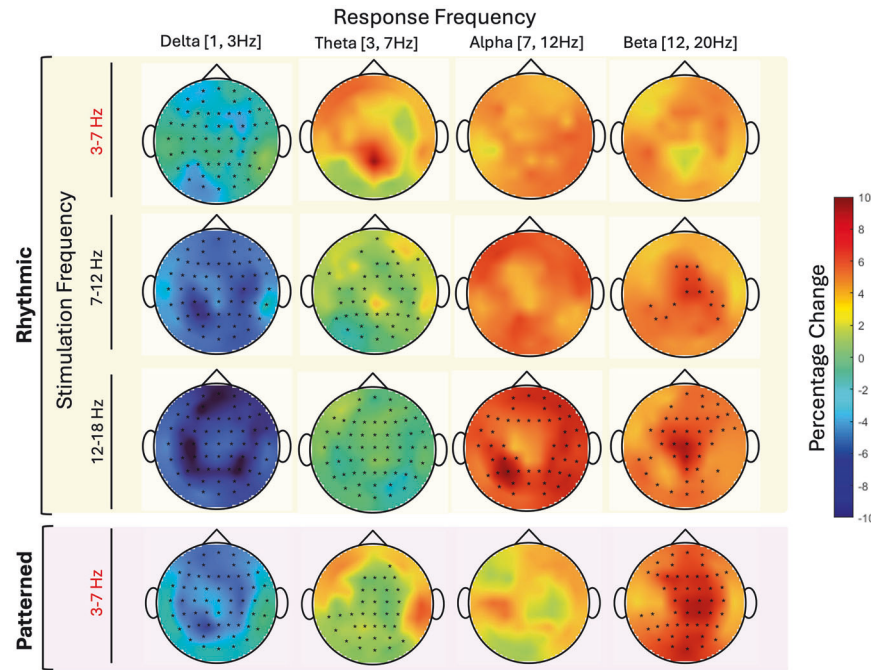 Response Frequency
Delta [1, 3Hz]
Theta [3, 7Hz]
Alpha [7, 12Hz]
Beta [12, 20Hz]
Rhythmic
Stimulation Frequency
3-7 Hz
7-12 Hz
12-18 Hz
Patterned
3-7 Hz
10
8
6
4
2
0
-2
-4
-6
-8
-10
Percentage Change